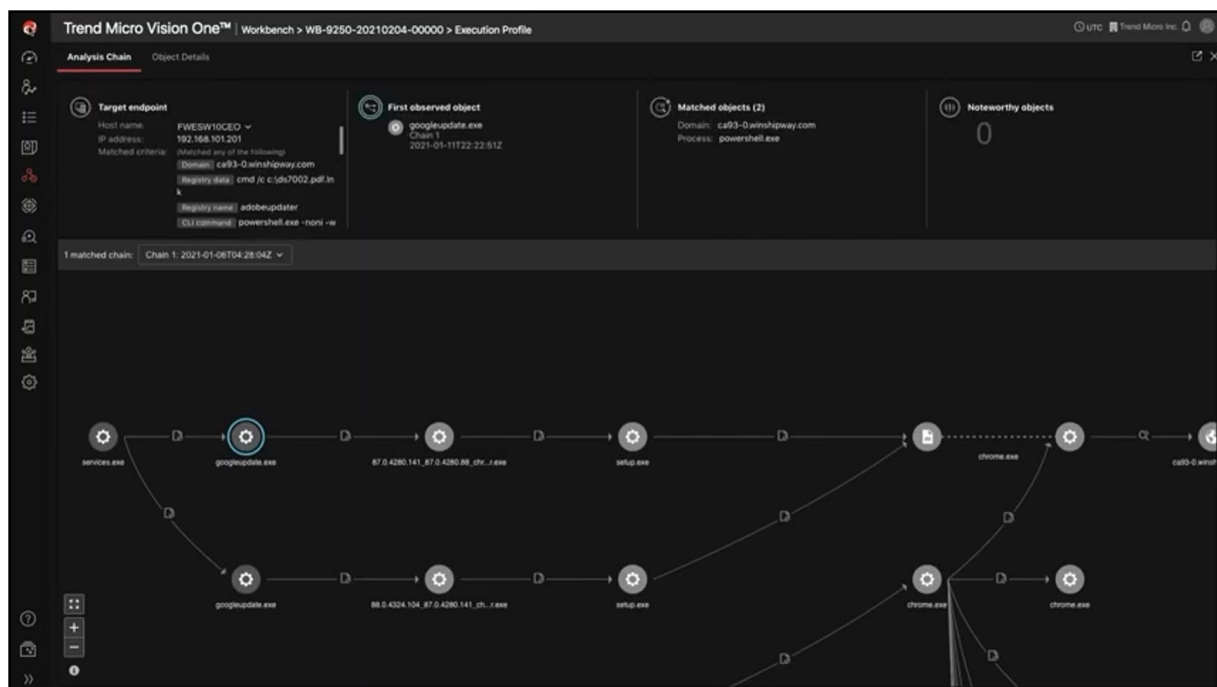 Trend Micro Vision One™ | Workbench > WB-9250-20210204-00000 > Execution Profile
UTC Trend Micro Inc.
Analysis Chain Object Details
Target endpoint
Host name: FWESW10CEO
IP address: 192.168.101.201
Matched criteria: (Matched any of the following)
Domain ca93-0.winshipway.com
Registry data cmd /c c:\ds7002.pdf.ln
k
Registry name adobeupdater
CLI command powershell.exe -noni -w
First observed object
googleupdate.exe
Chain 1
2021-01-11T22:22:51Z
Matched objects (2)
Domain: ca93-0.winshipway.com
Process: powershell.exe
Noteworthy objects
0
1 matched chain: Chain 1: 2021-01-06T04:28:04Z
services.exe
googleupdate.exe
87.0.4280.141_87.0.4280.88_chr...r.exe
setup.exe
chrome.exe
ca93-0.winsh
googleupdate.exe
88.0.4324.104_87.0.4280.141_ch...r.exe
setup.exe
chrome.exe
chrome.exe